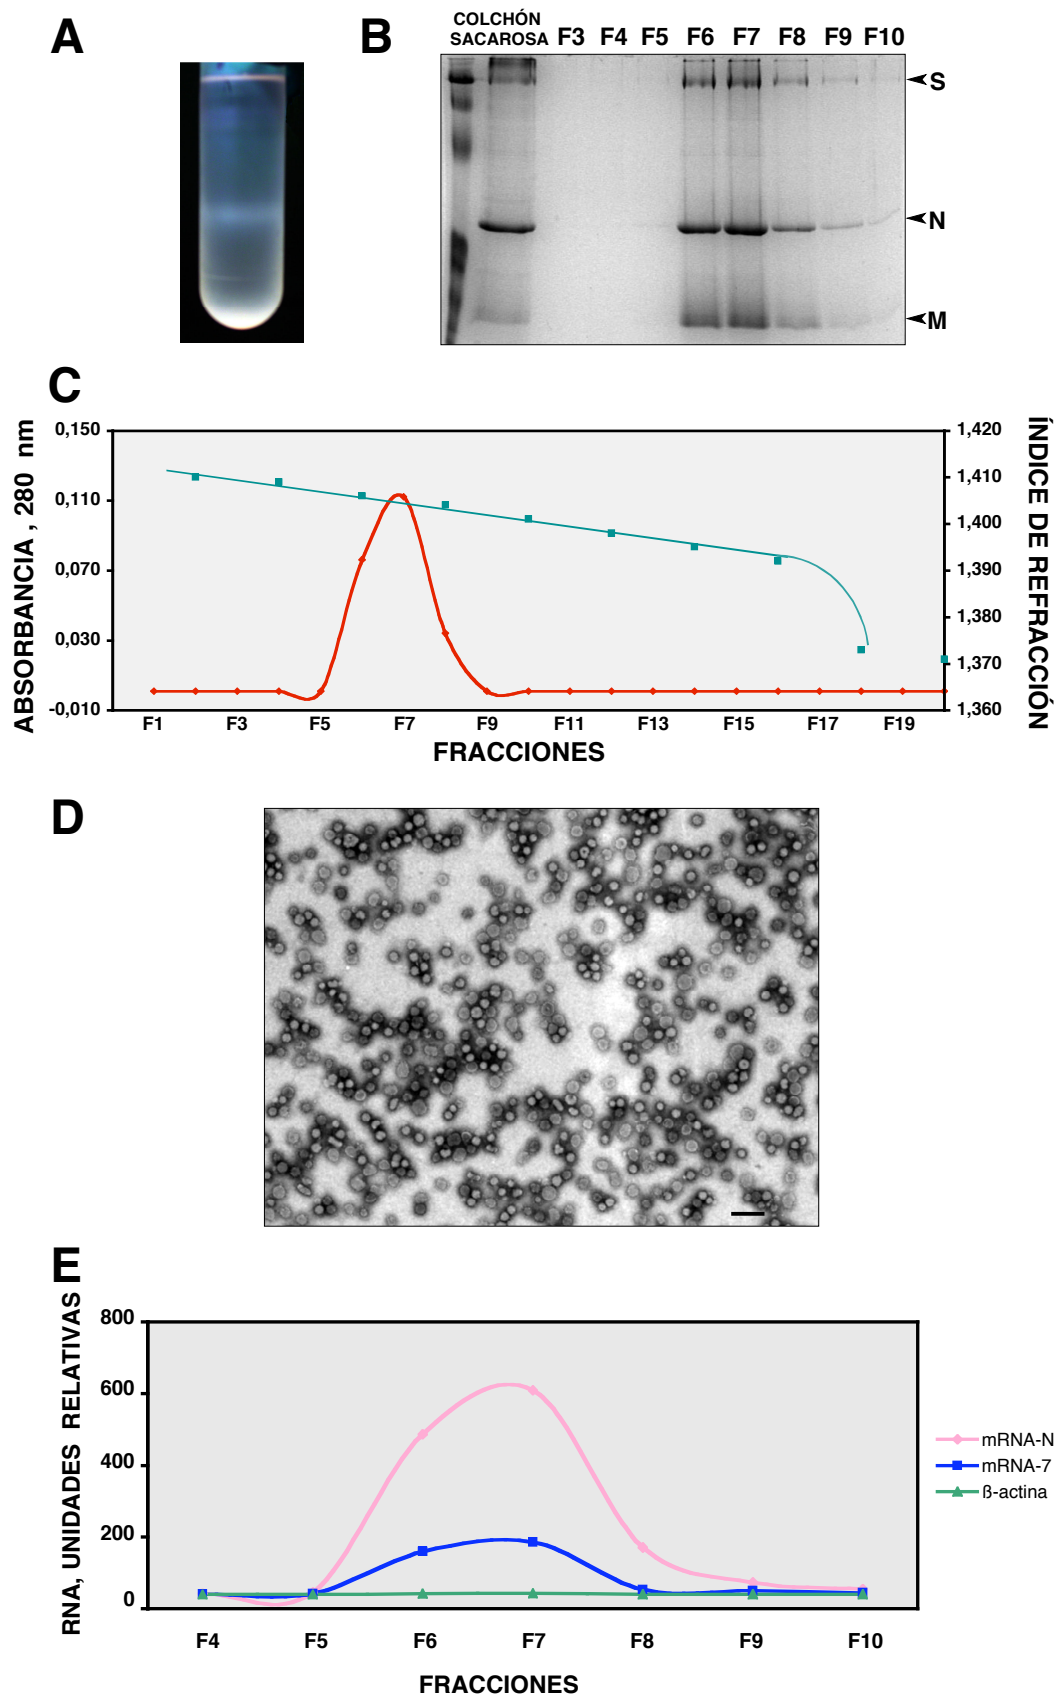 A
B
COLCHÓN
SACAROSA F3 F4 F5 F6 F7 F8 F9 F10
S
N
M
C
ABSORBANCIA , 280 nm
0,150
0,110
0,070
0,030
-0,010
1,420
1,410
1,400
1,390
1,380
1,370
1,360
ÍNDICE DE REFRACCIÓN
F1 F3 F5 F7 F9 F11 F13 F15 F17 F19
FRACCIONES
D
E
RNA, UNIDADES RELATIVAS
800
600
400
200
0
mRNA-N
mRNA-7
ß-actina
F4 F5 F6 F7 F8 F9 F10
FRACCIONES